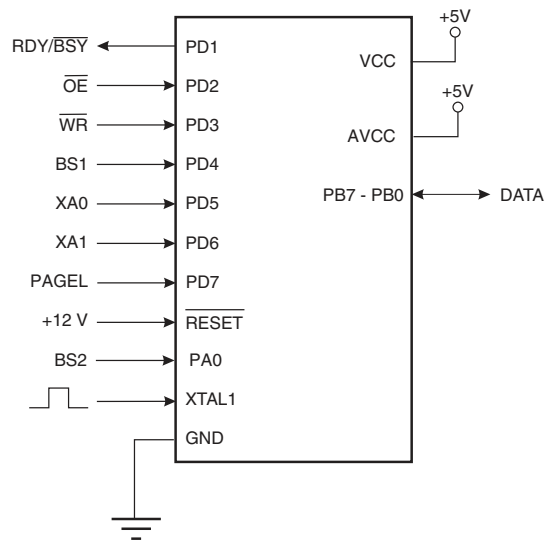 RDY/BSY
PD1
OE
PD2
WR
PD3
BS1
PD4
XA0
PD5
XA1
PD6
PAGEL
PD7
+12 V
RESET
BS2
PA0
XTAL1
GND
+5V
VCC
+5V
AVCC
PB7 - PB0
DATA